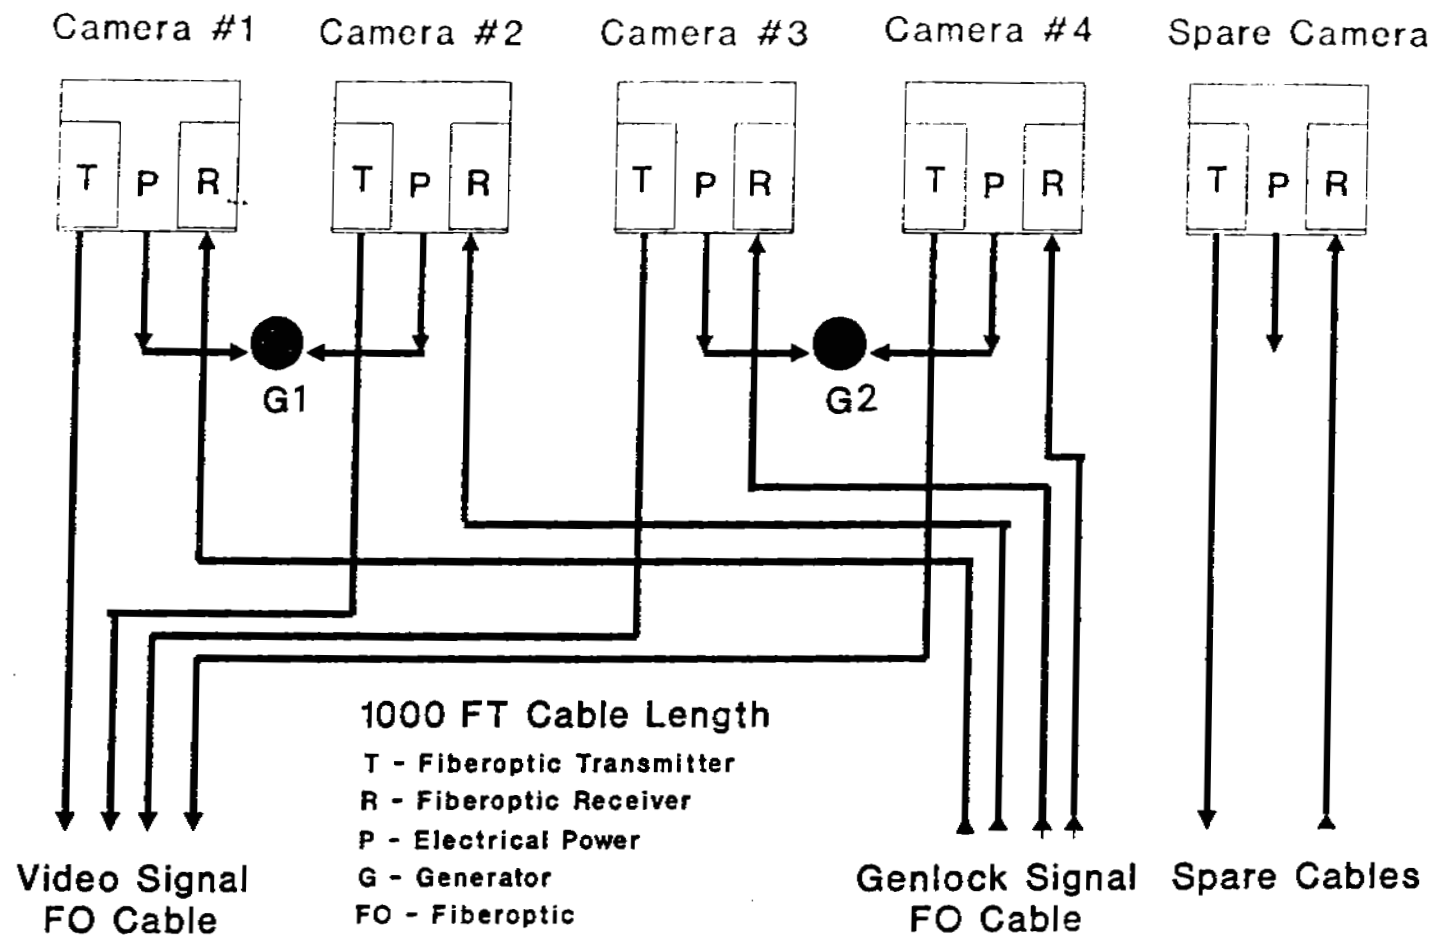 Camera #1
Camera #2
Camera #3
Camera #4
Spare Camera
T P R
T P R
T P R
T P R
T P R
G1
G2
1000 FT Cable Length
T - Fiberoptic Transmitter
R - Fiberoptic Receiver
P - Electrical Power
G - Generator
FO - Fiberoptic
Video Signal
FO Cable
Genlock Signal
FO Cable
Spare Cables